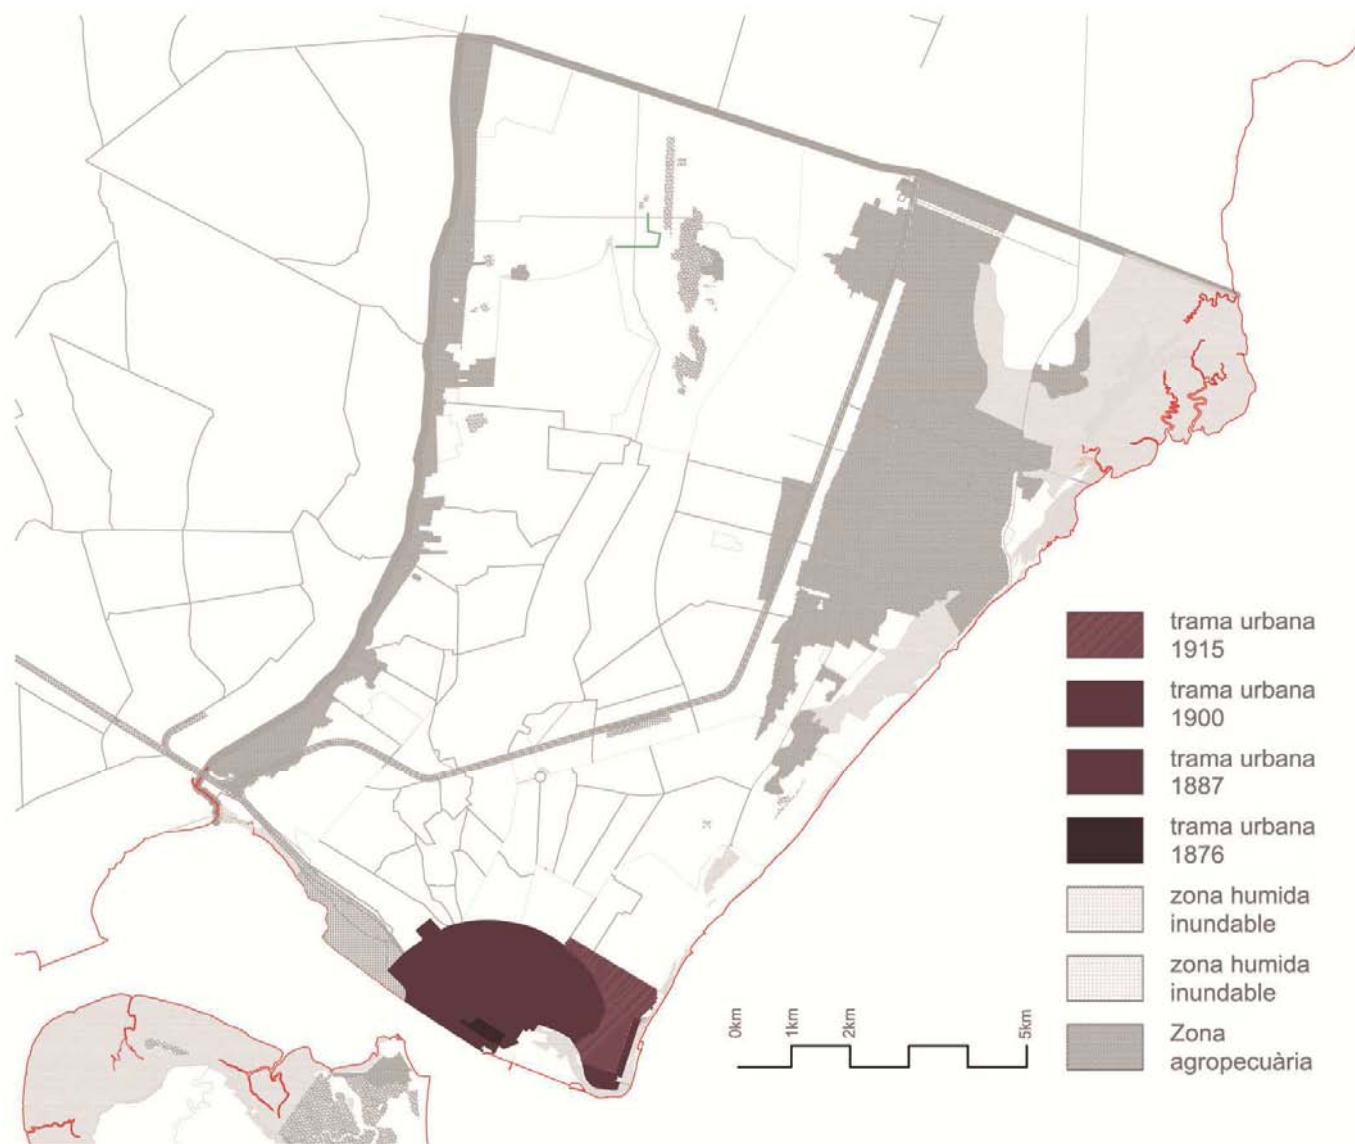 trama urbana
1915
trama urbana
1900
trama urbana
1887
trama urbana
1876
zona humida
inundable
zona humida
inundable
Zona
agropecuària
0km
1km
2km
5km